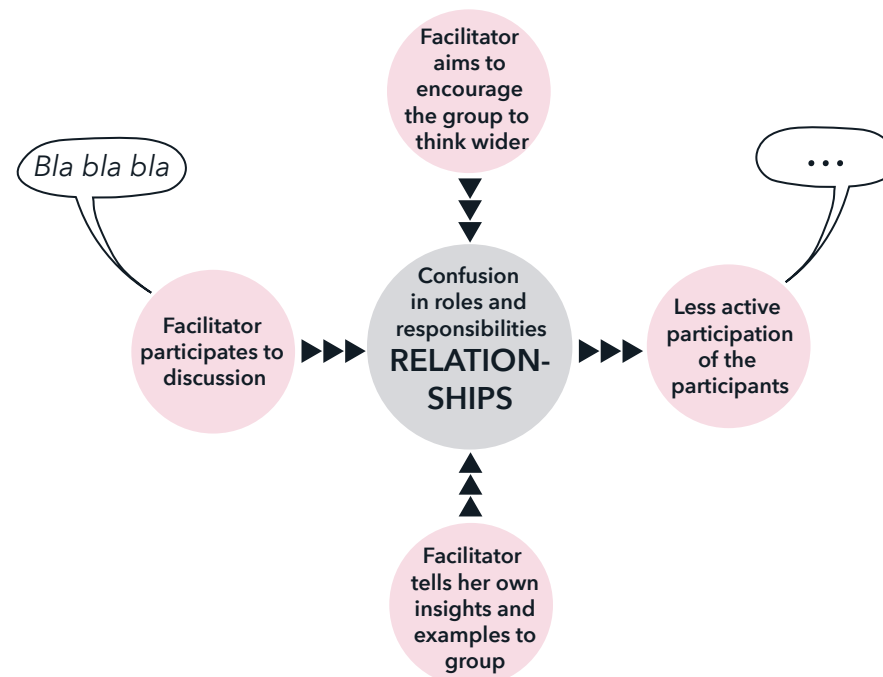 Facilitator
aims to
encourage
the group to
think wider
Bla bla bla
...
Facilitator
participates to
discussion
Confusion
in roles and
responsibilities
RELATION-
SHIPS
Less active
participation
of the
participants
Facilitator
tells her own
insights and
examples to
group